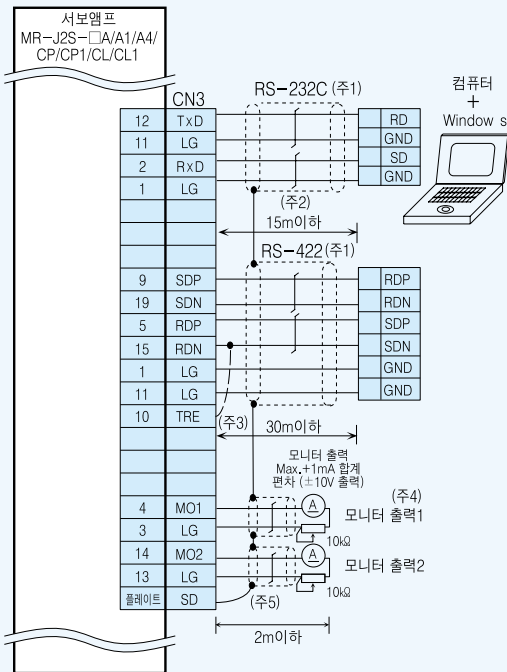 서보앰프
MR-J2S-□A/A1/A4/
CP/CP1/CL/CL1
CN3
RS-232C (주1)
컴퓨터
+
Window s
12 TxD RD
11 LG GND
2 RxD SD
1 LG GND
(주2)
15m이하
RS-422 (주1)
9 SDP RDP
19 SDN RDN
5 RDP SDP
15 RDN SDN
1 LG GND
11 LG GND
10 TRE
(주3)
30m이하
모니터 출력
Max.+1mA 합계
편차 (±10V 출력)
(주4)
4 MO1 A 모니터 출력1
3 LG
10kΩ
14 MO2 A 모니터 출력2
13 LG
10kΩ
플레이트 SD
(주5)
2m이하